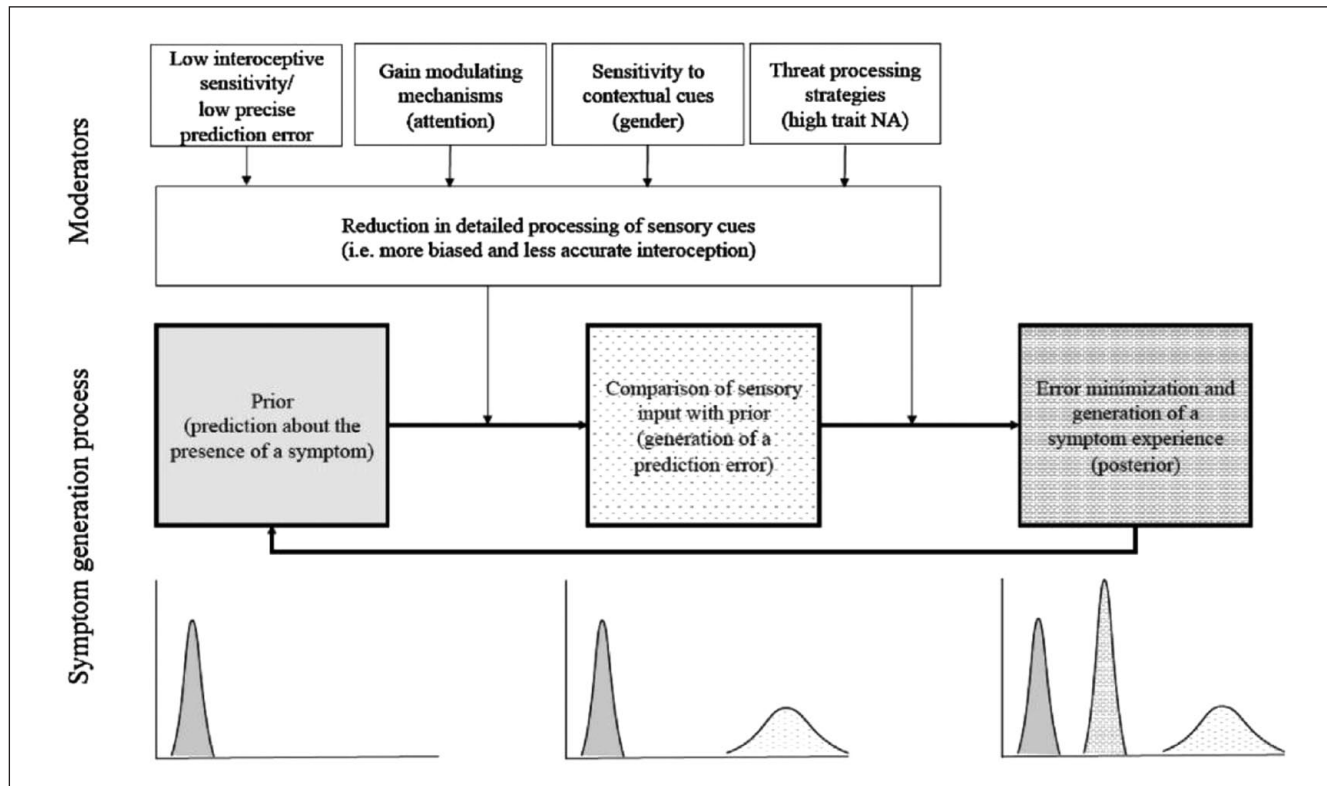 Moderators
Low interoceptive
sensitivity/
low precise
prediction error
Gain modulating
mechanisms
(attention)
Sensitivity to
contextual cues
(gender)
Threat processing
strategies
(high trait NA)
Reduction in detailed processing of sensory cues
(i.e. more biased and less accurate interoception)
Symptom generation process
Prior
(prediction about the
presence of a symptom)
Comparison of sensory
input with prior
(generation of a
prediction error)
Error minimization and
generation of a
symptom experience
(posterior)